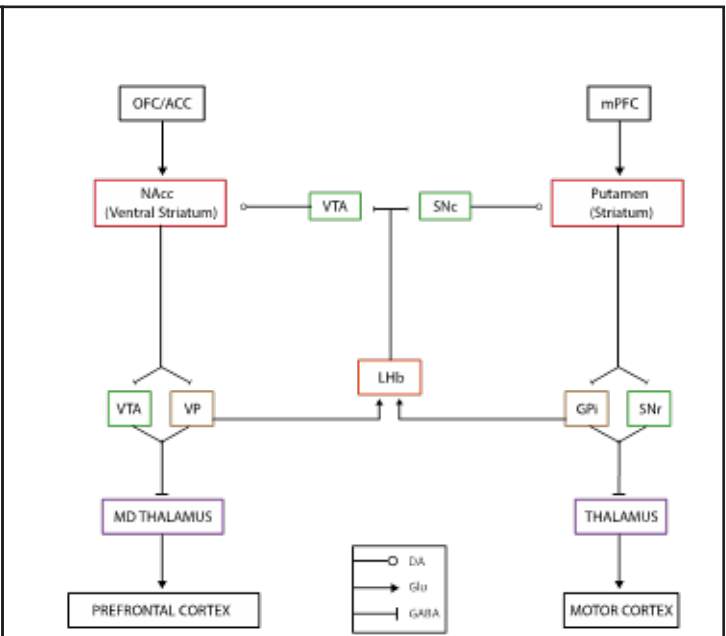 OFC/ACC
mPFC
NAcc
(Ventral Striatum)
VTA
SNc
Putamen
(Striatum)
LHb
VTA
VP
GPi
SNr
MD THALAMUS
THALAMUS
DA
Glu
GABA
PREFRONTAL CORTEX
MOTOR CORTEX